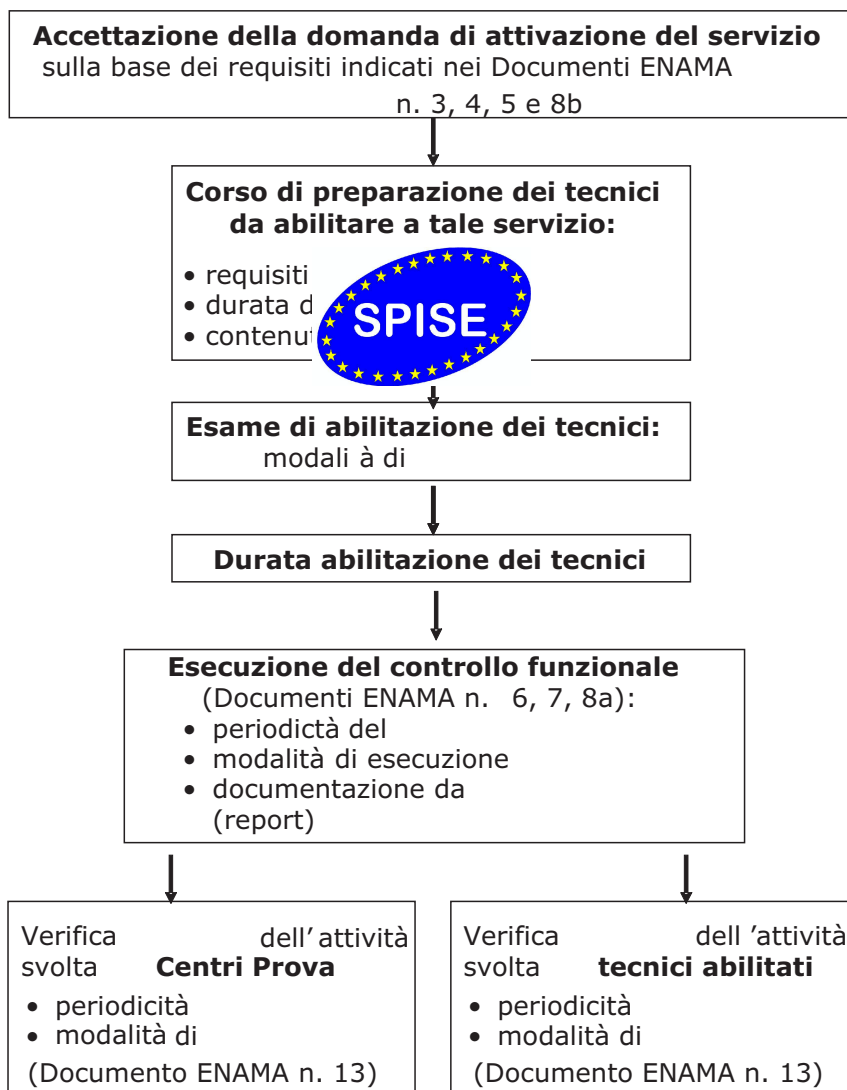 Accettazione della domanda di attivazione del servizio
sulla base dei requisiti indicati nei Documenti ENAMA
n. 3, 4, 5 e 8b
Corso di preparazione dei tecnici
da abilitare a tale servizio:
• requisiti
• durata
• SPISE
Esame di abilitazione dei tecnici:
modali à di
Durata abilitazione dei tecnici
Esecuzione del controllo funzionale
(Documenti ENAMA n. 6, 7, 8a):
• periodictà del
• modalità di esecuzione
• documentazione da
(report)
Verifica dell' attività
svolta Centri Prova
• periodicità
• modalità di
(Documento ENAMA n. 13)
Verifica dell 'attività
svolta tecnici abilitati
• periodicità
• modalità di
(Documento ENAMA n. 13)